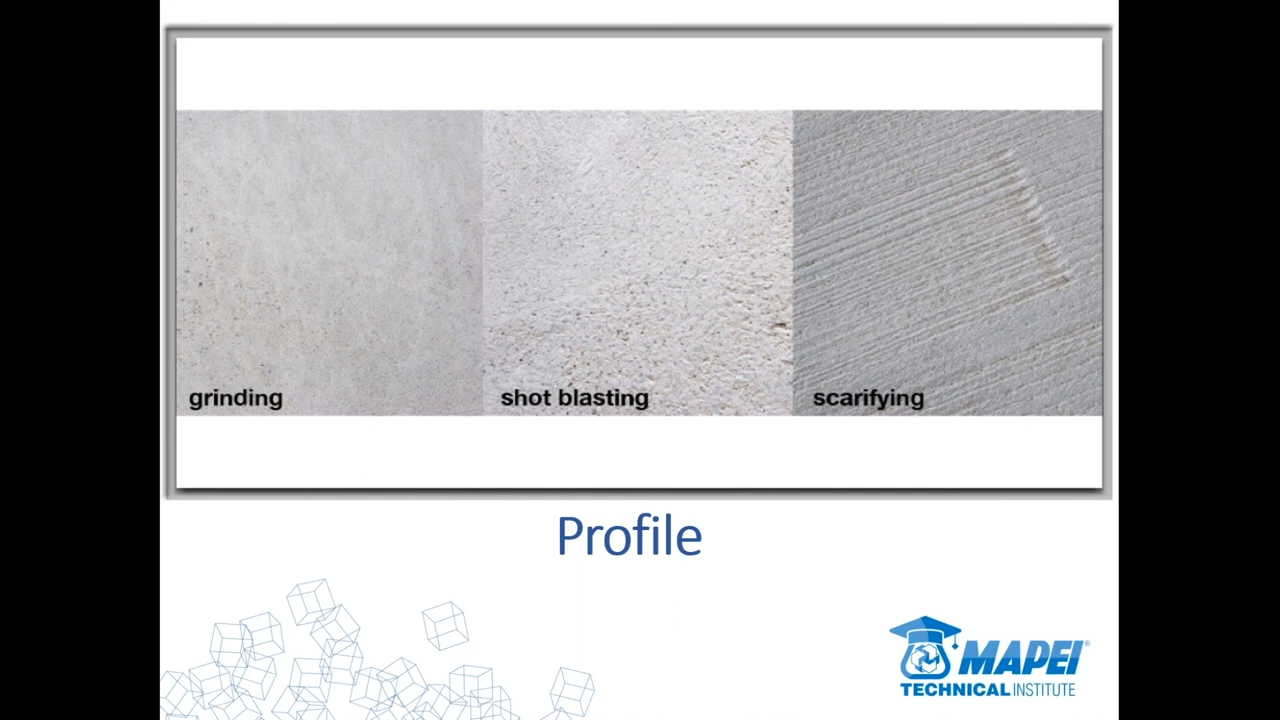 grinding
shot blasting
scarifying
Profile
MAPEI®
TECHNICAL INSTITUTE